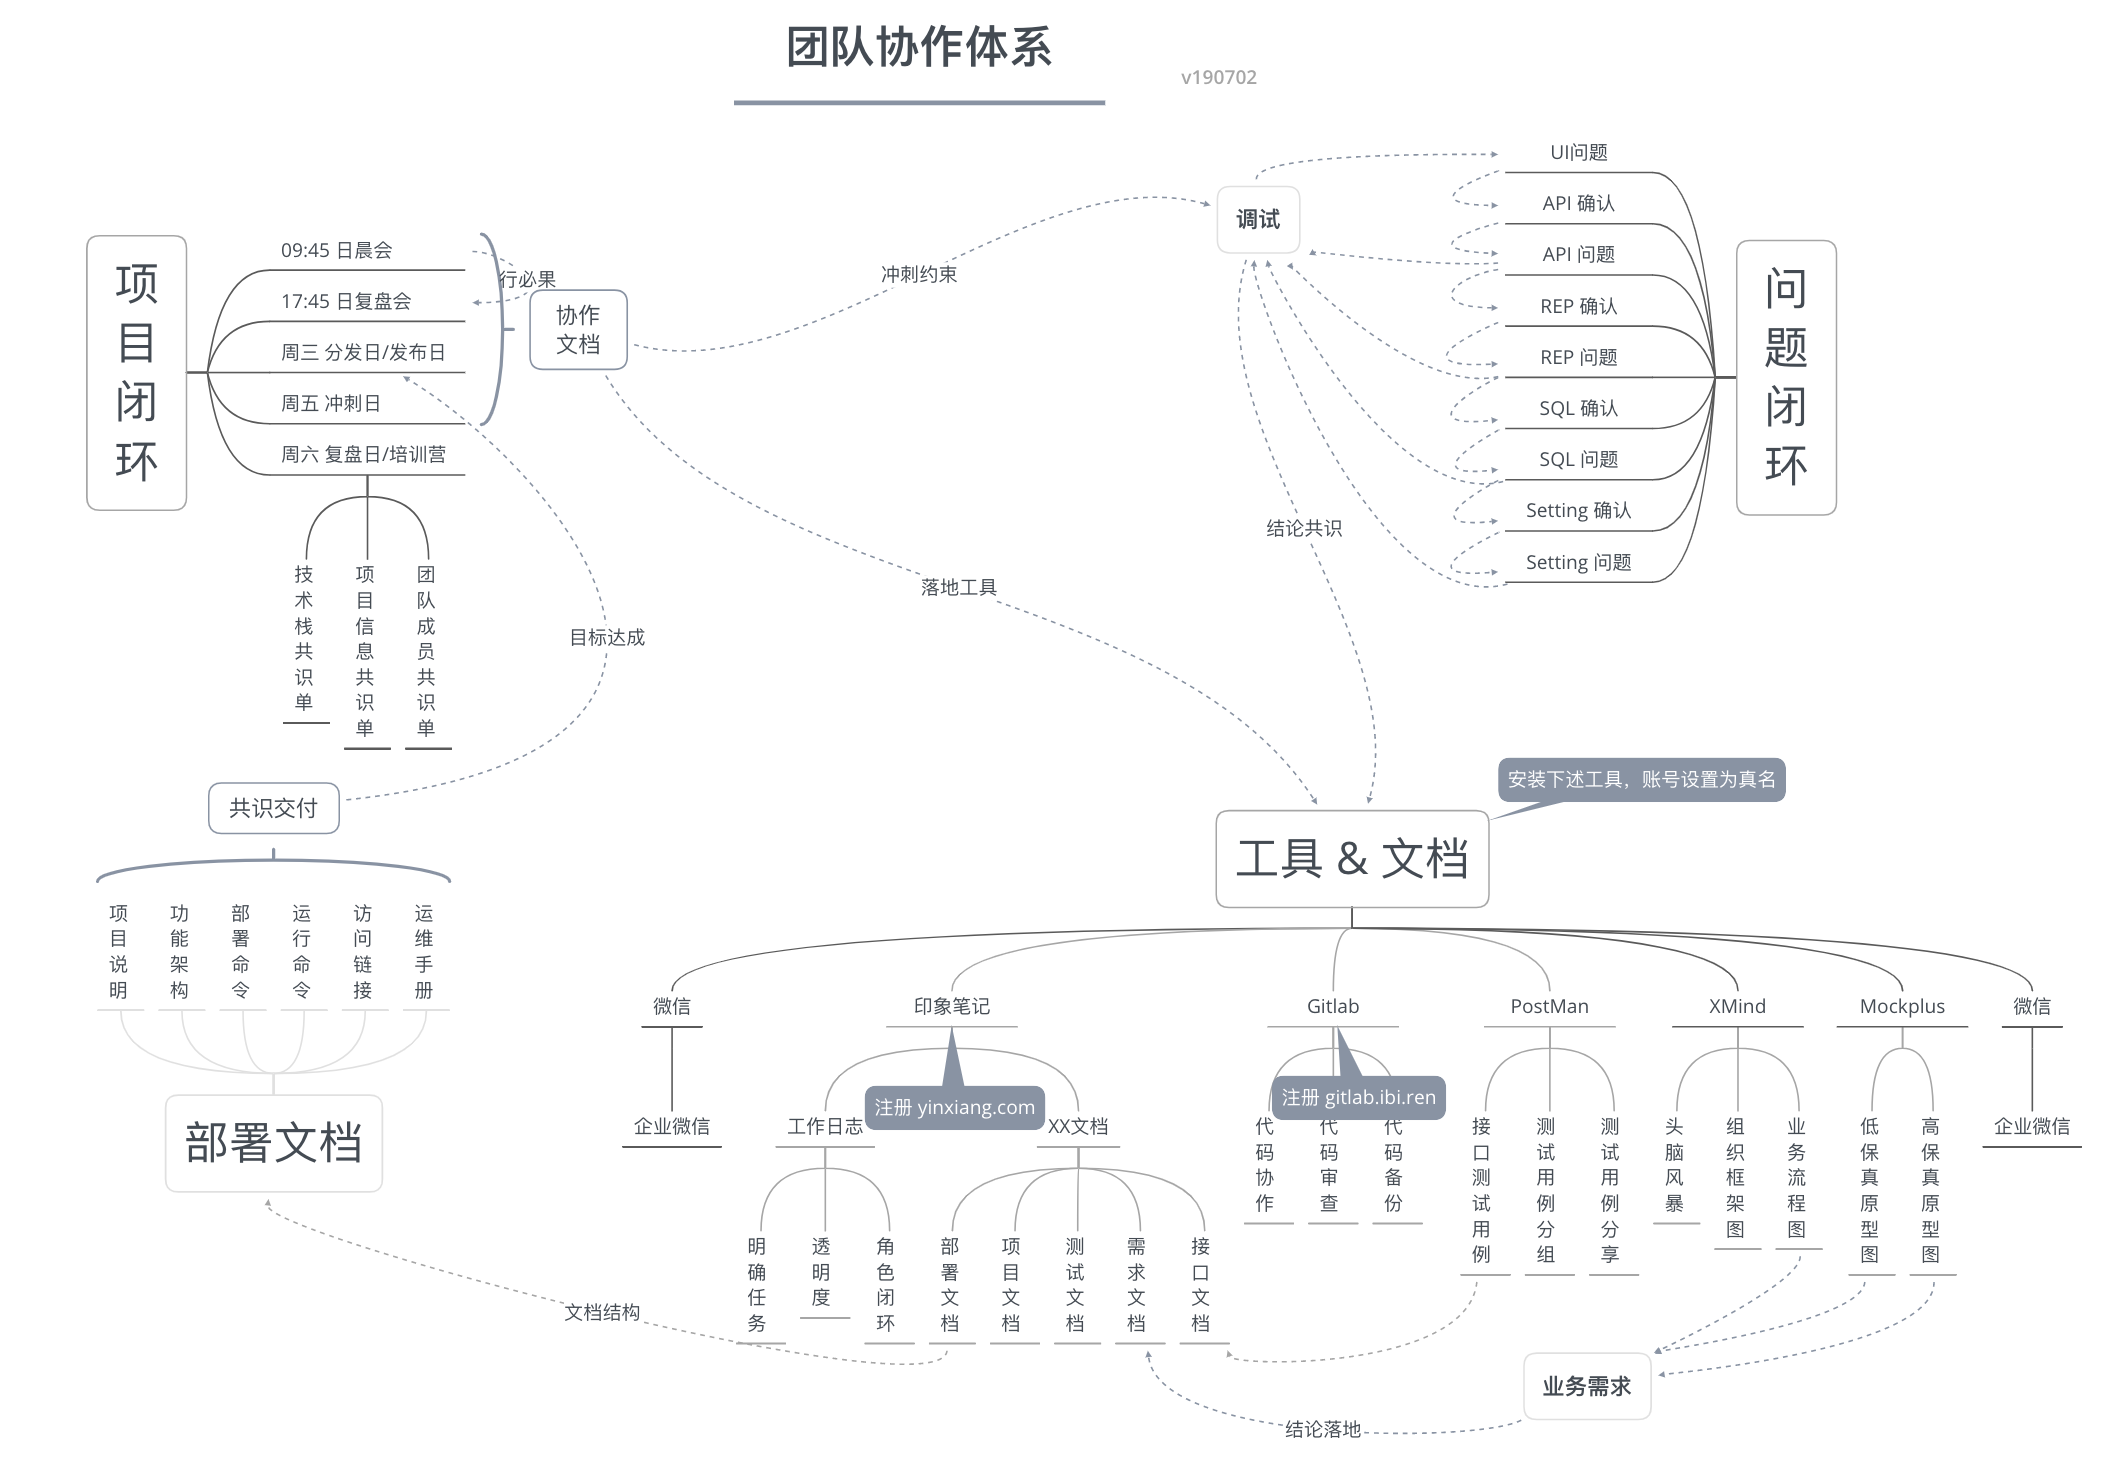 团队协作体系
v190702
项目闭环
09:45 日晨会
17:45 日复盘会
周三 分发日/发布日
周五 冲刺日
周六 复盘日/培训营
技术栈共识单
项目信息共识单
团队成员共识单
行必果
协作
文档
冲刺约束
落地工具
目标达成
调试
结论共识
UI问题
API 确认
API 问题
REP 确认
REP 问题
SQL 确认
SQL 问题
Setting 确认
Setting 问题
问题闭环
共识交付
项目说明
功能架构
部署命令
运行命令
访问链接
运维手册
部署文档
文档结构
安装下述工具，账号设置为真名
工具 & 文档
微信
企业微信
印象笔记
注册 yinxiang.com
工作日志
明确任务
透明度
角色闭环
XX文档
部署文档
项目文档
测试文档
需求文档
接口文档
Gitlab
注册 gitlab.ibi.ren
代码协作
代码审查
代码备份
PostMan
接口测试用例
测试用例分组
测试用例分享
XMind
头脑风暴
组织框架图
业务流程图
Mockplus
低保真原型图
高保真原型图
微信
企业微信
业务需求
结论落地